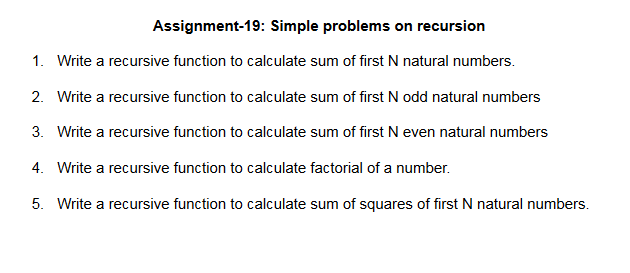 Assignment-19: Simple problems on recursion
1. Write a recursive function to calculate sum of first N natural numbers.
2. Write a recursive function to calculate sum of first N odd natural numbers
3. Write a recursive function to calculate sum of first N even natural numbers
4. Write a recursive function to calculate factorial of a number.
5. Write a recursive function to calculate sum of squares of first N natural numbers.